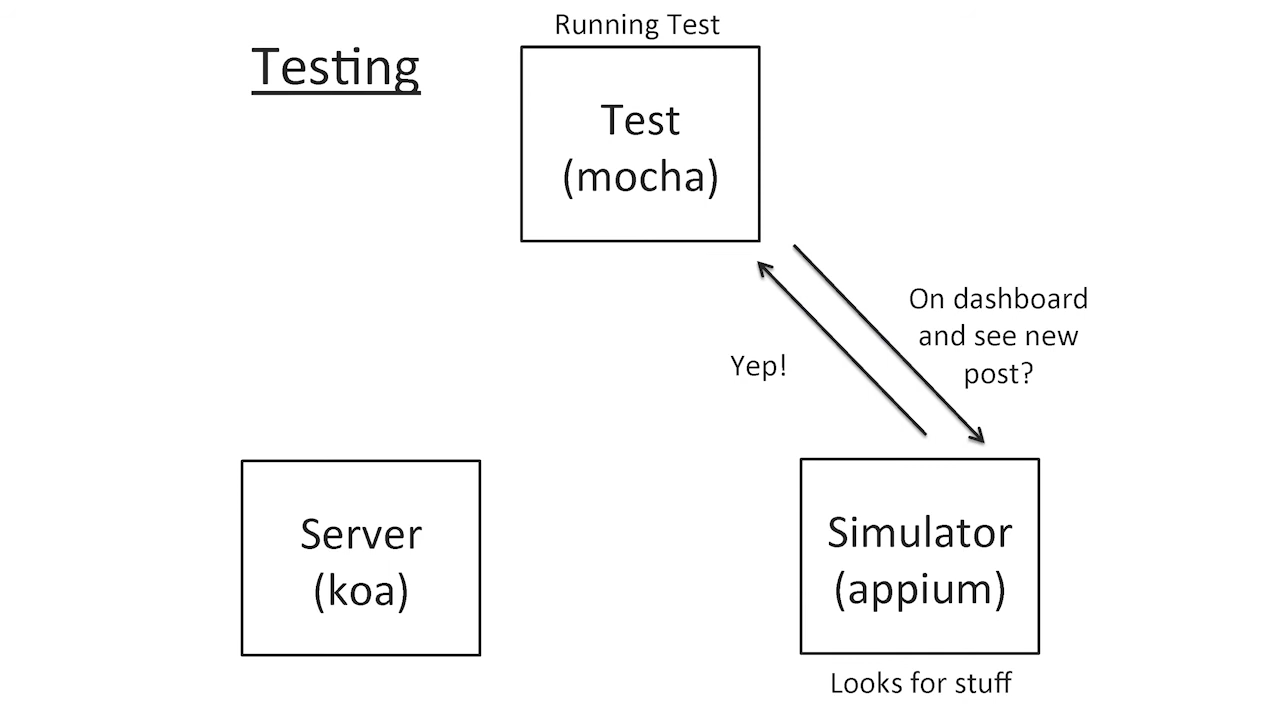 Running Test
Testing
Test
(mocha)
On dashboard
and see new
post?
Yep!
Server
(koa)
Simulator
(appium)
Looks for stuff